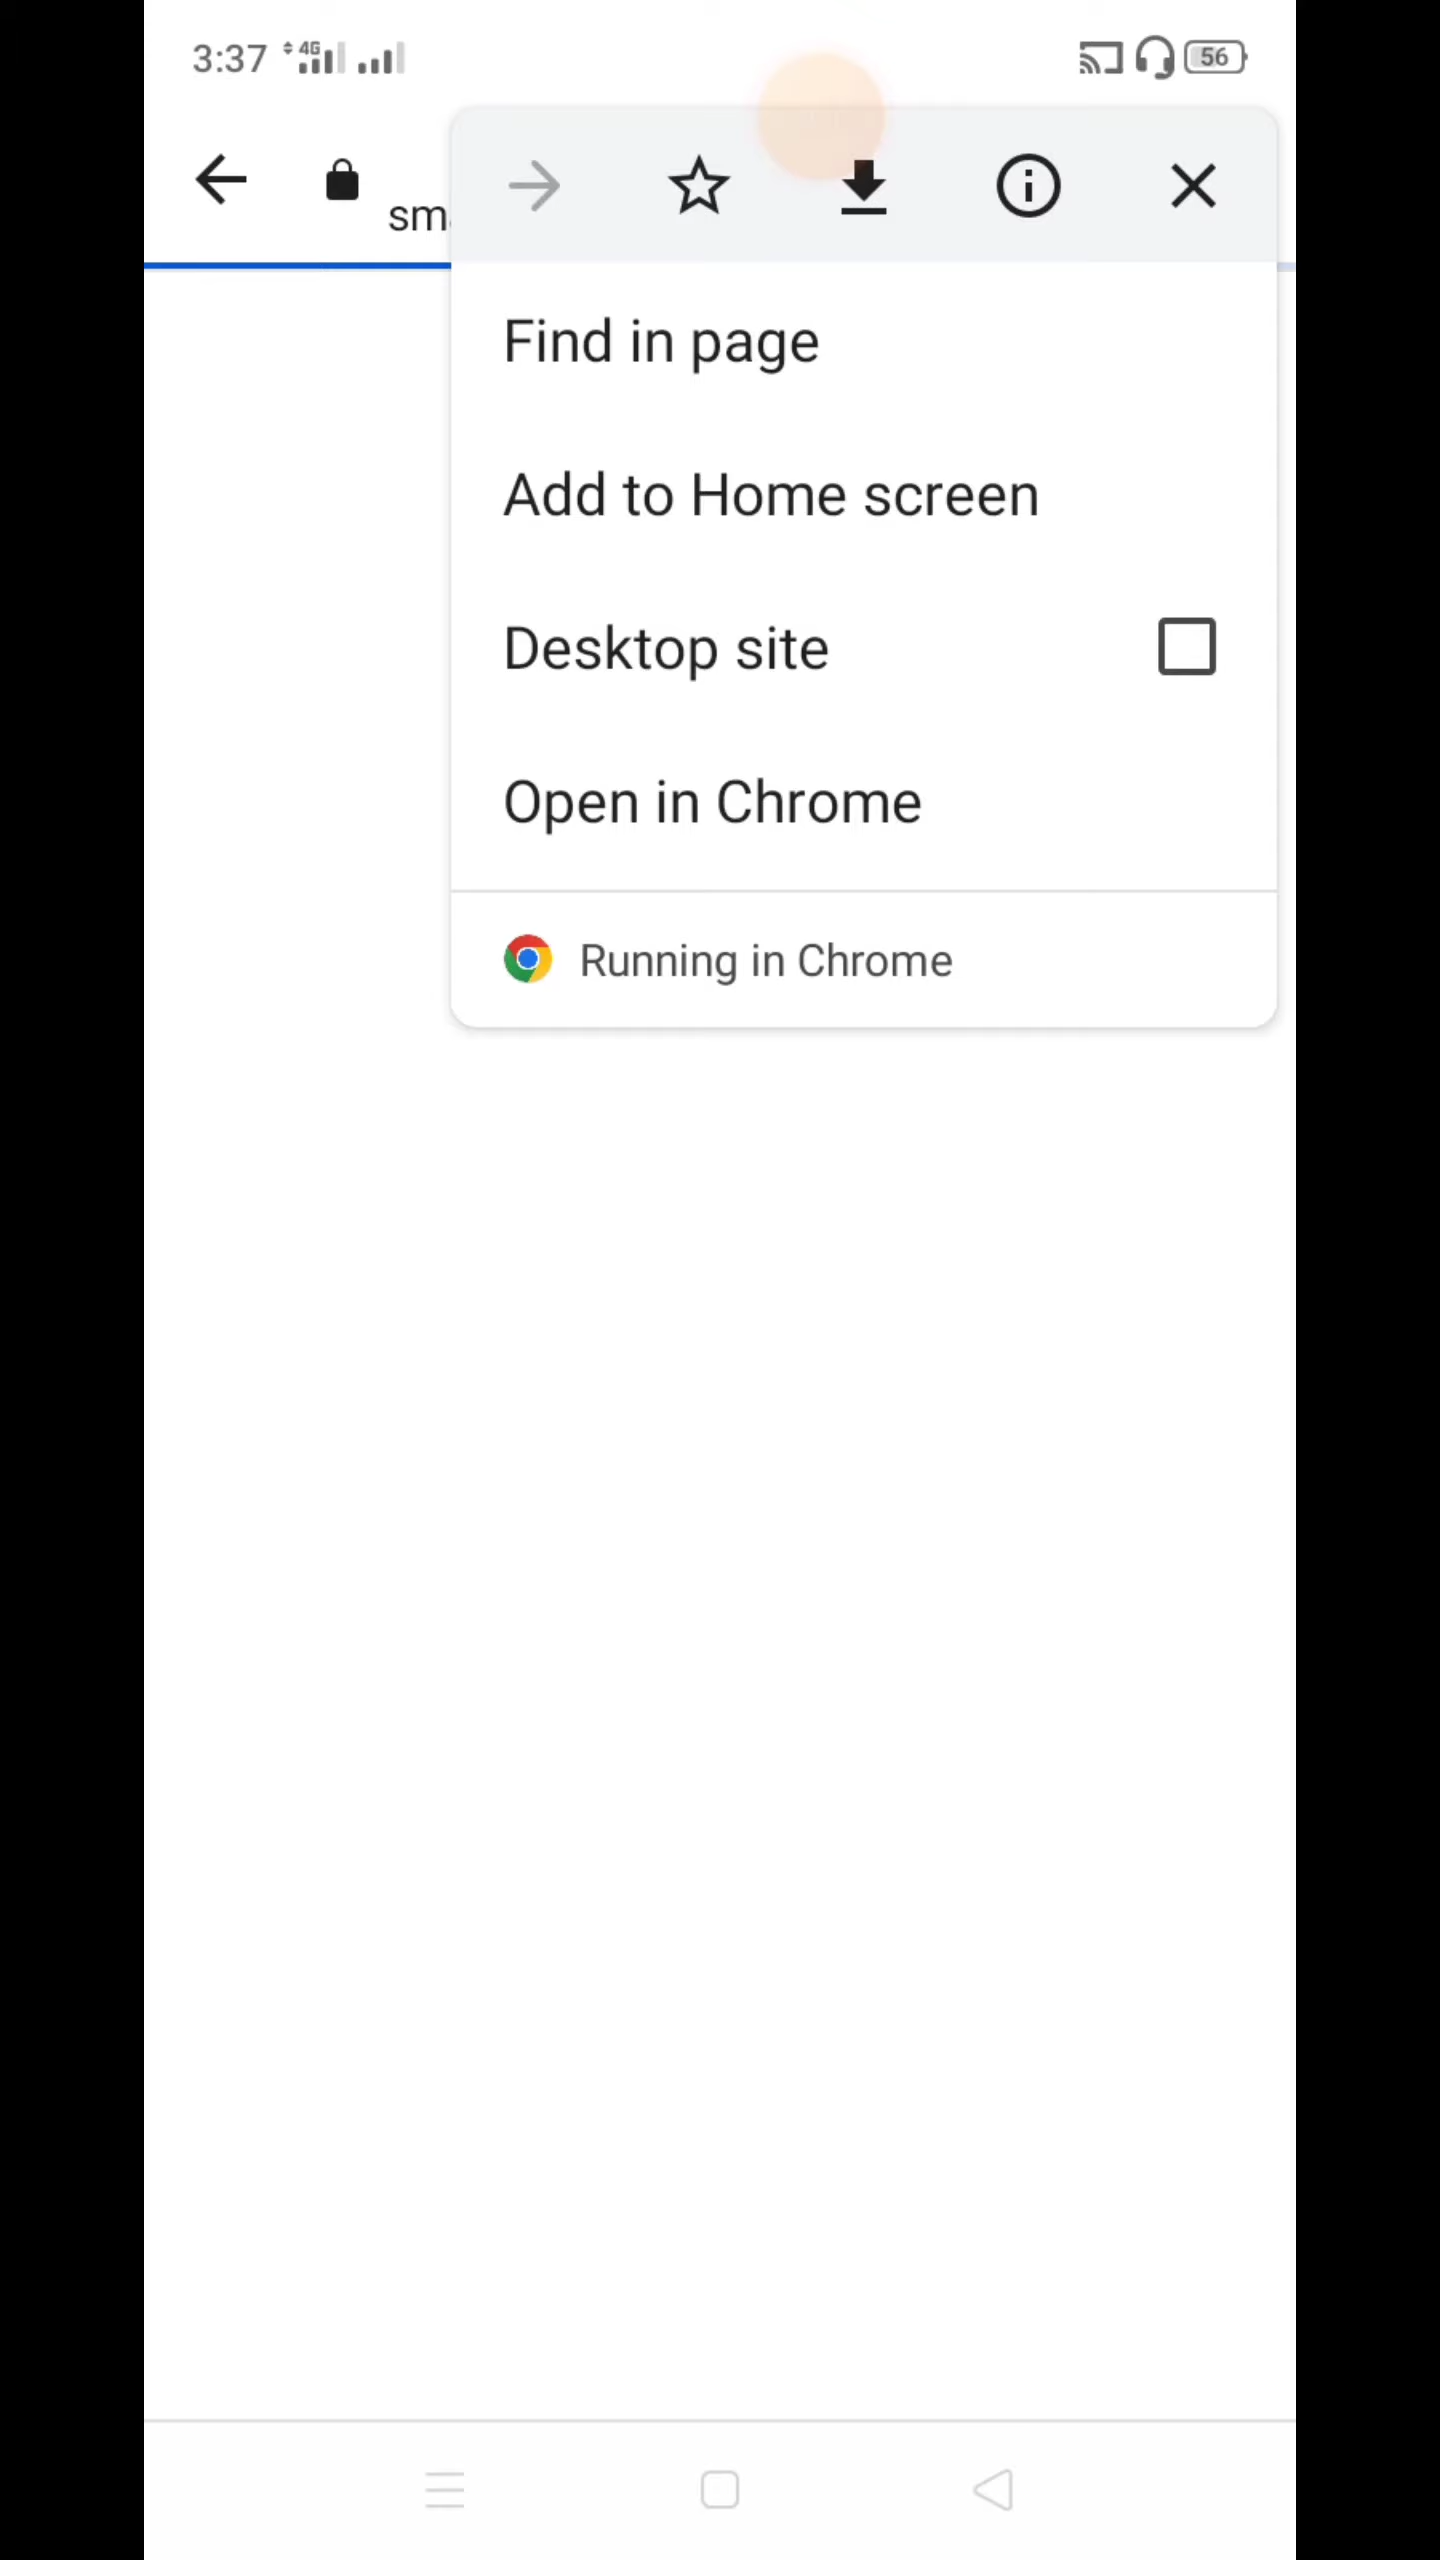 3:37 4G 56
sm
Find in page
Add to Home screen
Desktop site
Open in Chrome
Running in Chrome